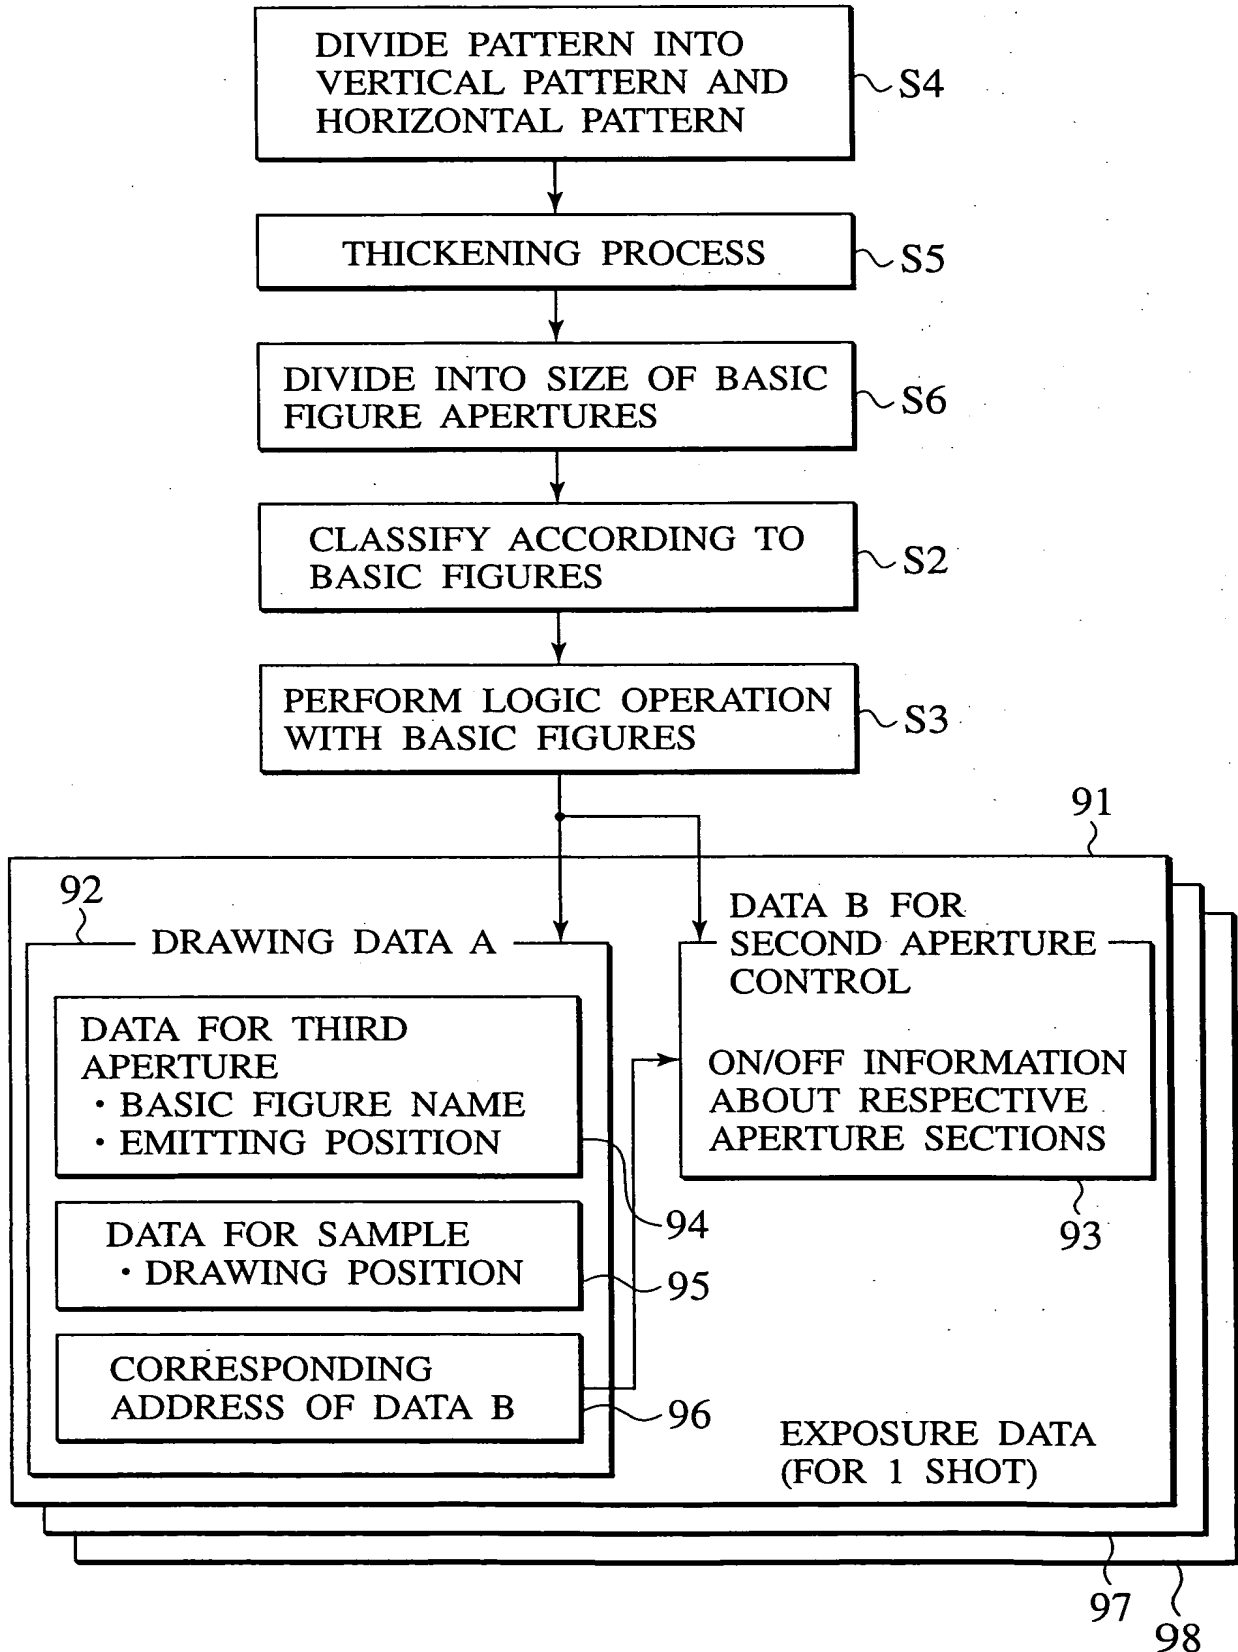 DIVIDE PATTERN INTO
VERTICAL PATTERN AND
HORIZONTAL PATTERN
S4
THICKENING PROCESS
S5
DIVIDE INTO SIZE OF BASIC
FIGURE APERTURES
S6
CLASSIFY ACCORDING TO
BASIC FIGURES
S2
PERFORM LOGIC OPERATION
WITH BASIC FIGURES
S3
91
92
DRAWING DATA A
DATA FOR THIRD
APERTURE
・BASIC FIGURE NAME
・EMITTING POSITION
94
DATA FOR SAMPLE
・DRAWING POSITION
95
CORRESPONDING
ADDRESS OF DATA B
96
DATA B FOR
SECOND APERTURE
CONTROL
ON/OFF INFORMATION
ABOUT RESPECTIVE
APERTURE SECTIONS
93
EXPOSURE DATA
(FOR 1 SHOT)
97
98